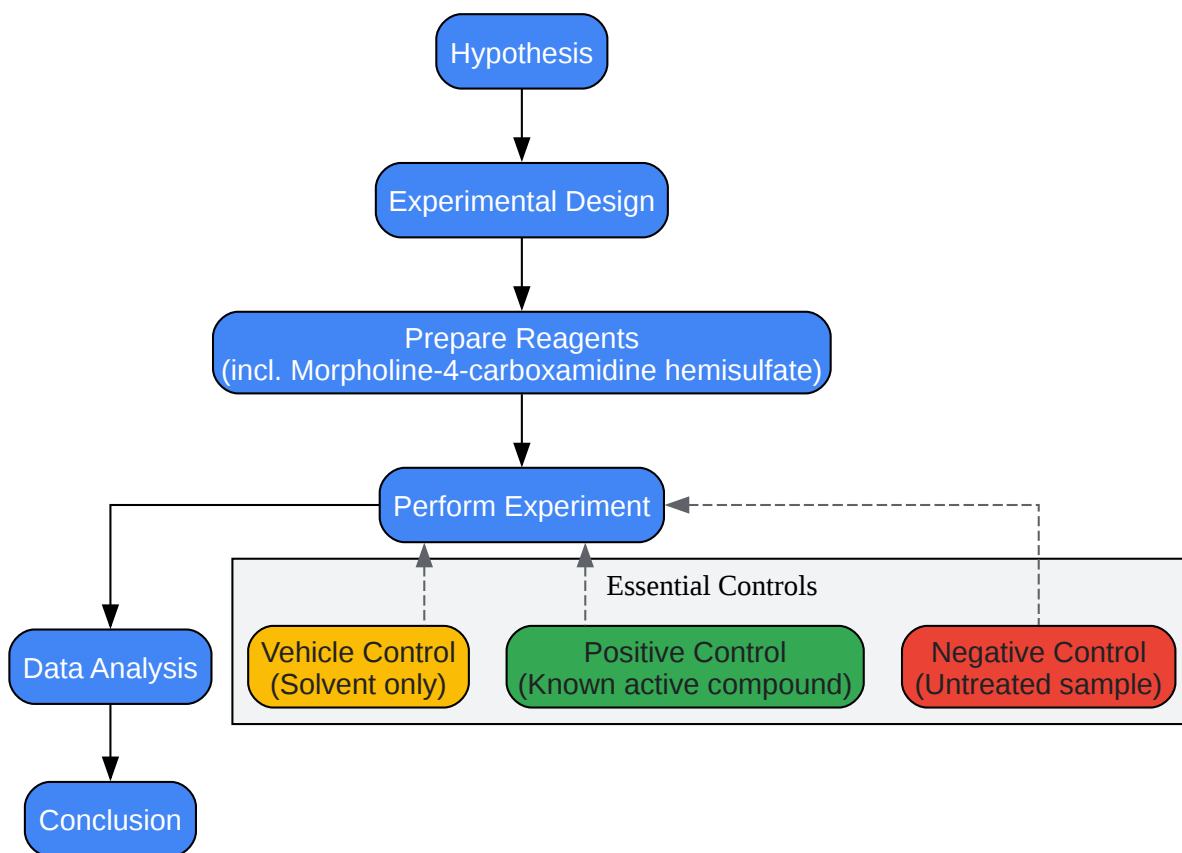 Hypothesis
Experimental Design
Prepare Reagents
(incl. Morpholine-4-carboxamidine hemisulfate)
Perform Experiment
Essential Controls
Vehicle Control
(Solvent only)
Positive Control
(Known active compound)
Negative Control
(Untreated sample)
Data Analysis
Conclusion